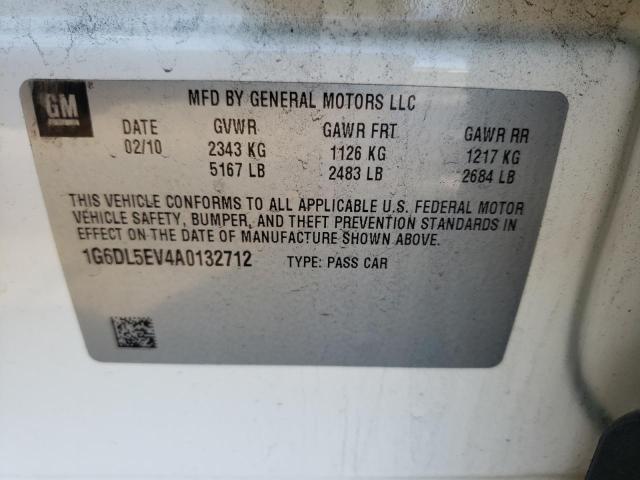 GM
MFD BY GENERAL MOTORS LLC
DATE GVWR GAWR FRT GAWR RR
02/10 2343 KG 1126 KG 1217 KG
5167 LB 2483 LB 2684 LB
THIS VEHICLE CONFORMS TO ALL APPLICABLE U.S. FEDERAL MOTOR
VEHICLE SAFETY, BUMPER, AND THEFT PREVENTION STANDARDS IN
EFFECT ON THE DATE OF MANUFACTURE SHOWN ABOVE.
1G6DL5EV4A0132712 TYPE: PASS CAR